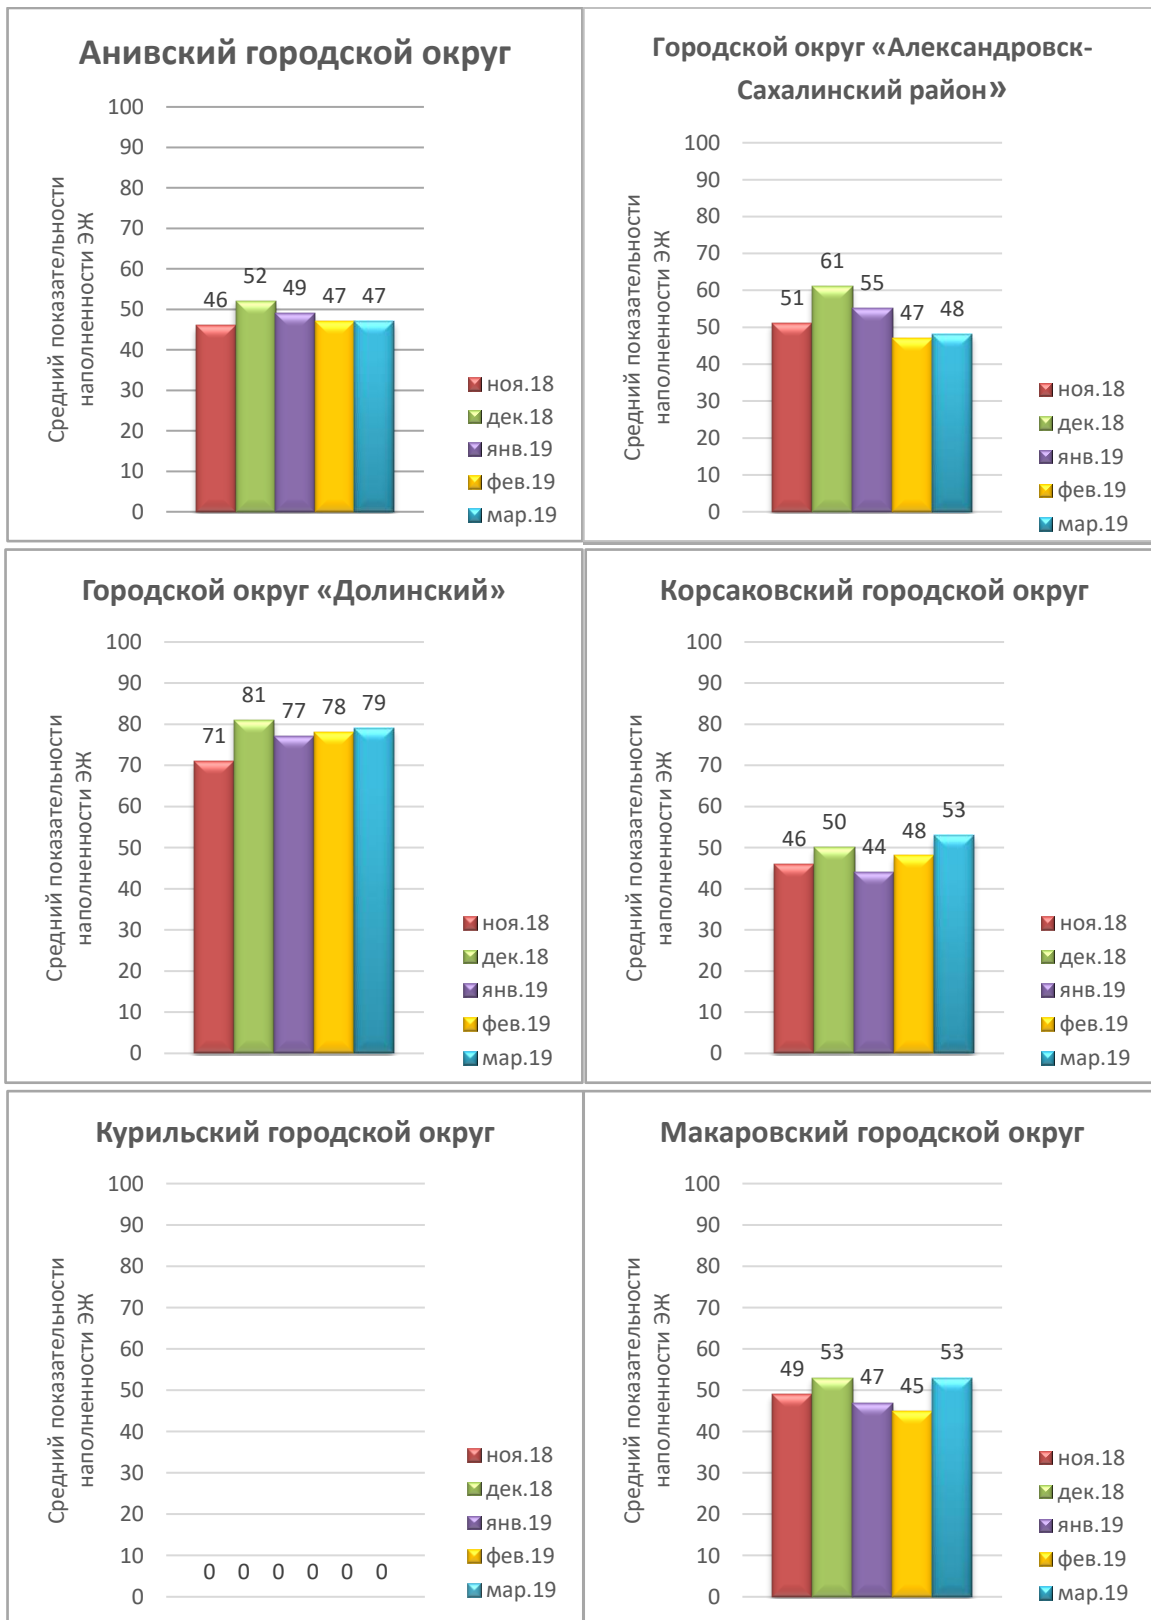 Анивский городской округ
100
90
80
70
60
50
40
30
20
10
0
Средний показательности
наполненности ЭЖ
46
52
49
47
47
ноя.18
дек.18
янв.19
фев.19
мар.19
Городской округ «Александровск-
Сахалинский район»
100
90
80
70
60
50
40
30
20
10
0
Средний показательности
наполненности ЭЖ
51
61
55
47
48
ноя.18
дек.18
янв.19
фев.19
мар.19
Городской округ «Долинский»
100
90
80
70
60
50
40
30
20
10
0
Средний показательности
наполненности ЭЖ
71
81
77
78
79
ноя.18
дек.18
янв.19
фев.19
мар.19
Корсаковский городской округ
100
90
80
70
60
50
40
30
20
10
0
Средний показательности
наполненности ЭЖ
46
50
44
48
53
ноя.18
дек.18
янв.19
фев.19
мар.19
Курильский городской округ
100
90
80
70
60
50
40
30
20
10
0
Средний показательности
наполненности ЭЖ
0 0 0 0 0 0
ноя.18
дек.18
янв.19
фев.19
мар.19
Макаровский городской округ
100
90
80
70
60
50
40
30
20
10
0
Средний показательности
наполненности ЭЖ
49
53
47
45
53
ноя.18
дек.18
янв.19
фев.19
мар.19